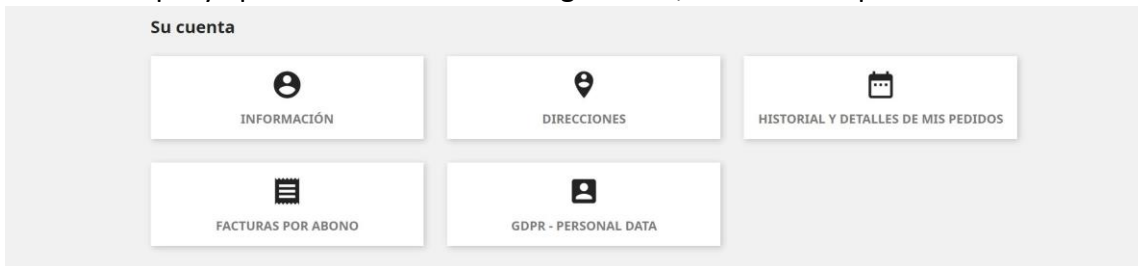 Su cuenta
INFORMACIÓN
DIRECCIONES
HISTORIAL Y DETALLES DE MIS PEDIDOS
FACTURAS POR ABONO
GDPR - PERSONAL DATA